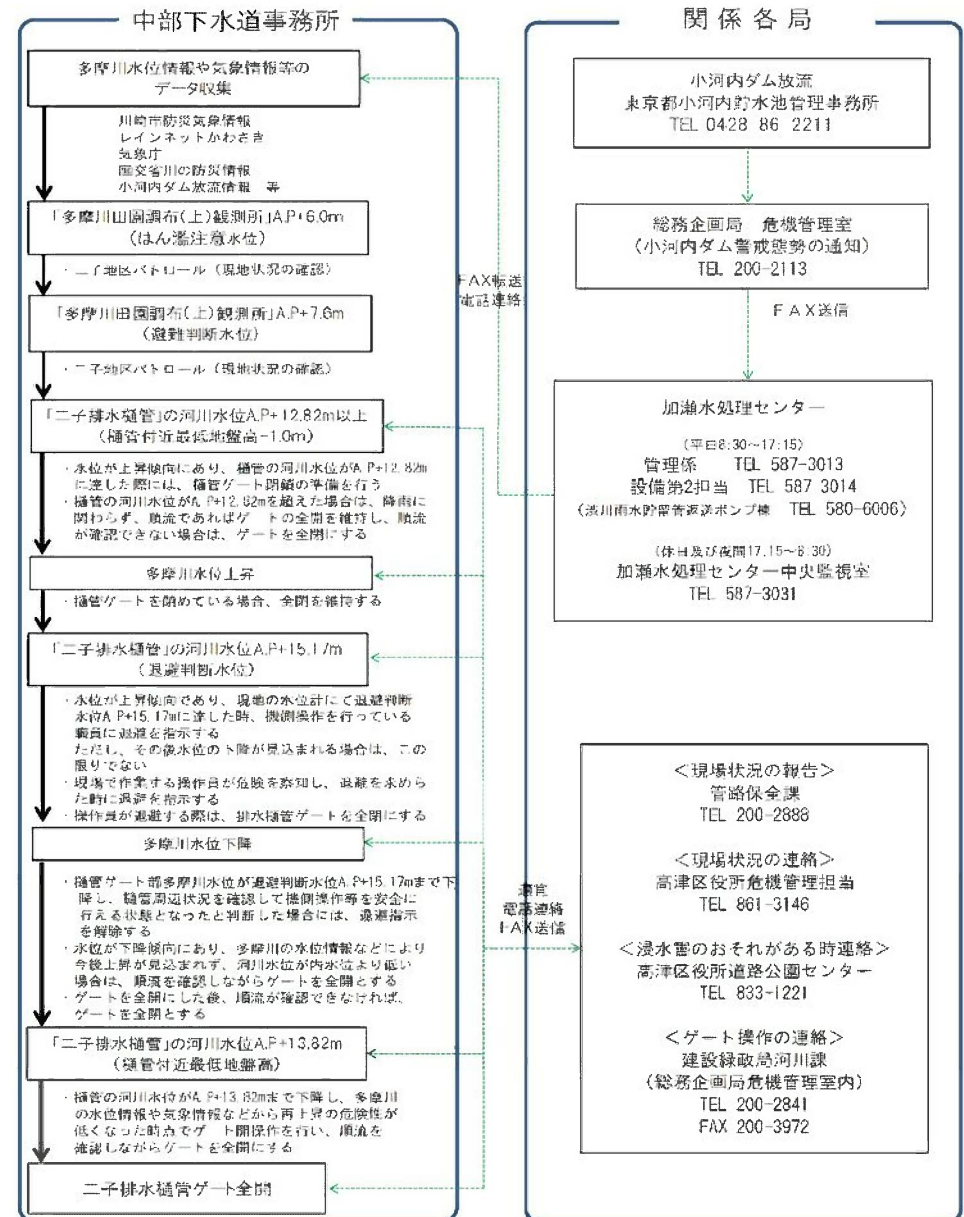 中部下水道事務所
多摩川水位情報や気象情報等の
データ収集
川崎市防災気象情報
レインネットかわさき
気象庁
国交省川の防災情報
小河内ダム放流情報 等
「多摩川田園調布(上)観測所」A.P+6.0m
(はん濫注意水位)
・二子地区パトロール(現地状況の確認)
「多摩川田園調布(上)観測所」A.P+7.6m
(避難判断水位)
・二子地区パトロール(現地状況の確認)
「二子排水樋管」の河川水位A.P+12.82m以上
(樋管付近最低地盤高-1.0m)
・水位が上昇傾向にあり、樋管の河川水位がA.P+12.82m
に達した際には、樋管ゲート閉鎖の準備を行う
・樋管の河川水位がA.P+12.82mを超えた場合は、降雨に
関わらず、順流であればゲートの全開を維持し、順流
が確認できない場合は、ゲートを全閉にする
多摩川水位上昇
・樋管ゲートを閉めている場合、全閉を維持する
「二子排水樋管」の河川水位A.P+15.17m
(退避判断水位)
・水位が上昇傾向であり、現地の水位計にて退避判断
水位A.P+15.17mに達した時、機側操作を行っている
職員に退避を指示する
ただし、その後水位の下降が見込まれる場合は、この
限りでない
・現場で作業する操作員が危険を察知し、退避を求めら
た時に退避を指示する
・操作員が退避する際は、排水樋管ゲートを全閉にする
多摩川水位下降
・樋管ゲート部多摩川水位が退避判断水位A.P+15.17mまで下
降し、樋管周辺状況を確認して機側操作等を安全に
行える状態となったと判断した場合には、退避指示
を解除する
・水位が下降傾向にあり、多摩川の水位情報などにより
今後上昇が見込まれず、河川水位が内水位より低い
場合は、順流を確認しながらゲートを全開とする
・ゲートを全開にした後、順流が確認できなければ、
ゲートを全閉とする
「二子排水樋管」の河川水位A.P+13.82m
(樋管付近最低地盤高)
・樋管の河川水位がA.P+13.82mまで下降し、多摩川
の水位情報や気象情報などから再上昇の危険性が
低くなった時点でゲート開操作を行い、順流を
確認しながらゲートを全開にする
二子排水樋管ゲート全開
FAX転送
電話連絡
電話連絡
FAX送信
関係各局
小河内ダム放流
東京都小河内貯水池管理事務所
TEL 0428 86 2211
総務企画局 危機管理室
(小河内ダム警戒態勢の通知)
TEL 200-2113
FAX送信
加瀬水処理センター
(平日8:30~17:15)
管理係 TEL 587-3013
設備第2担当 TEL 587 3014
(渋川雨水貯留管返送ポンプ棟 TEL 580-6006)
(休日及び夜間17:15~8:30)
加瀬水処理センター中央監視室
TEL 587-3031
<現場状況の報告>
管路保全課
TEL 200-2888
<現場状況の連絡>
高津区役所危機管理担当
TEL 861-3146
<浸水害のおそれがある時連絡>
高津区役所道路公園センター
TEL 833-1221
<ゲート操作の連絡>
建設緑政局河川課
(総務企画局危機管理室内)
TEL 200-2841
FAX 200-3972